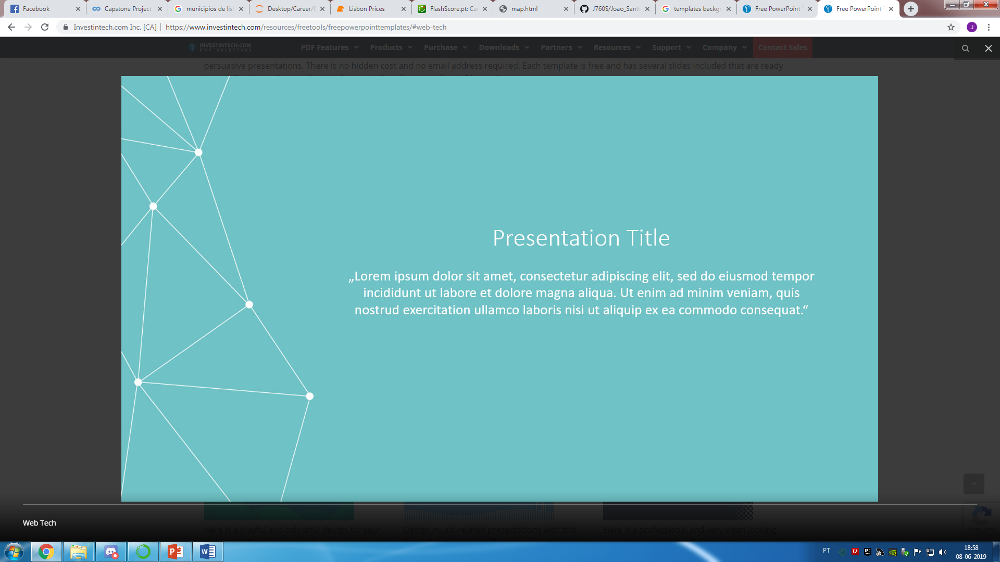 Facebook
Capstone Project
municipios de lis
Desktop/Career/
Lisbon Prices
FlashScore.pt: Ca
map.html
J760S/Joao_Sant
templates backgr
Free PowerPoint
Free PowerPoint
Investintech.com Inc. [CA]
https://www.investintech.com/resources/freetools/freepowerpointtemplates/#web-tech
J
INVESTINTECH.COM
PDF SOLUTIONS
PDF Features
Products
Purchase
Downloads
Partners
Resources
Support
Company
Contact Sales
persuasive presentations. There is no hidden cost and no email address required. Each template is free and has several slides included that are ready
Presentation Title
„Lorem ipsum dolor sit amet, consectetur adipiscing elit, sed do eiusmod tempor
incididunt ut labore et dolore magna aliqua. Ut enim ad minim veniam, quis
nostrud exercitation ullamco laboris nisi ut aliquip ex ea commodo consequat.“
Web Tech
Here is a playful and colourful design for your
Design music-related presentations with this
Here is a professional and very clean looking
PT
18:58
08-06-2019